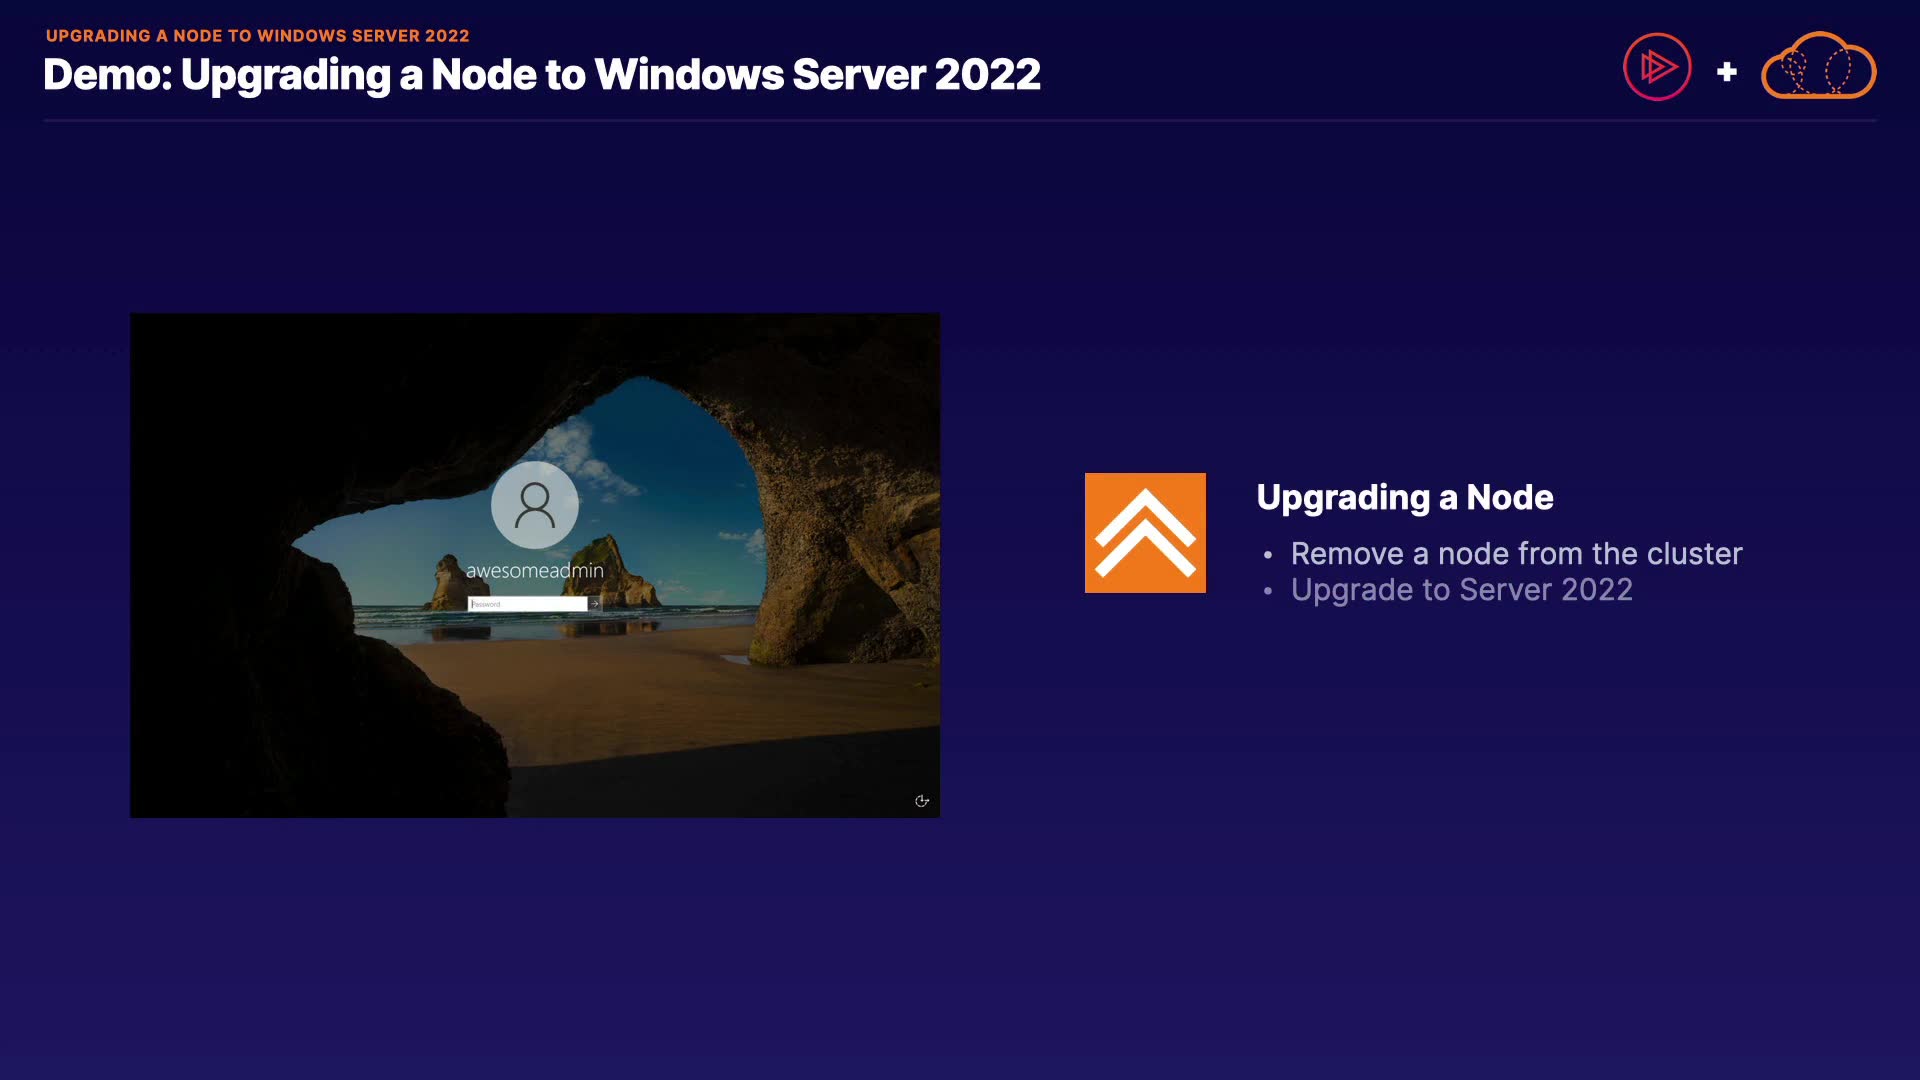 UPGRADING A NODE TO WINDOWS SERVER 2022
Demo: Upgrading a Node to Windows Server 2022
+
awesomeadmin
Password
Upgrading a Node
• Remove a node from the cluster
• Upgrade to Server 2022